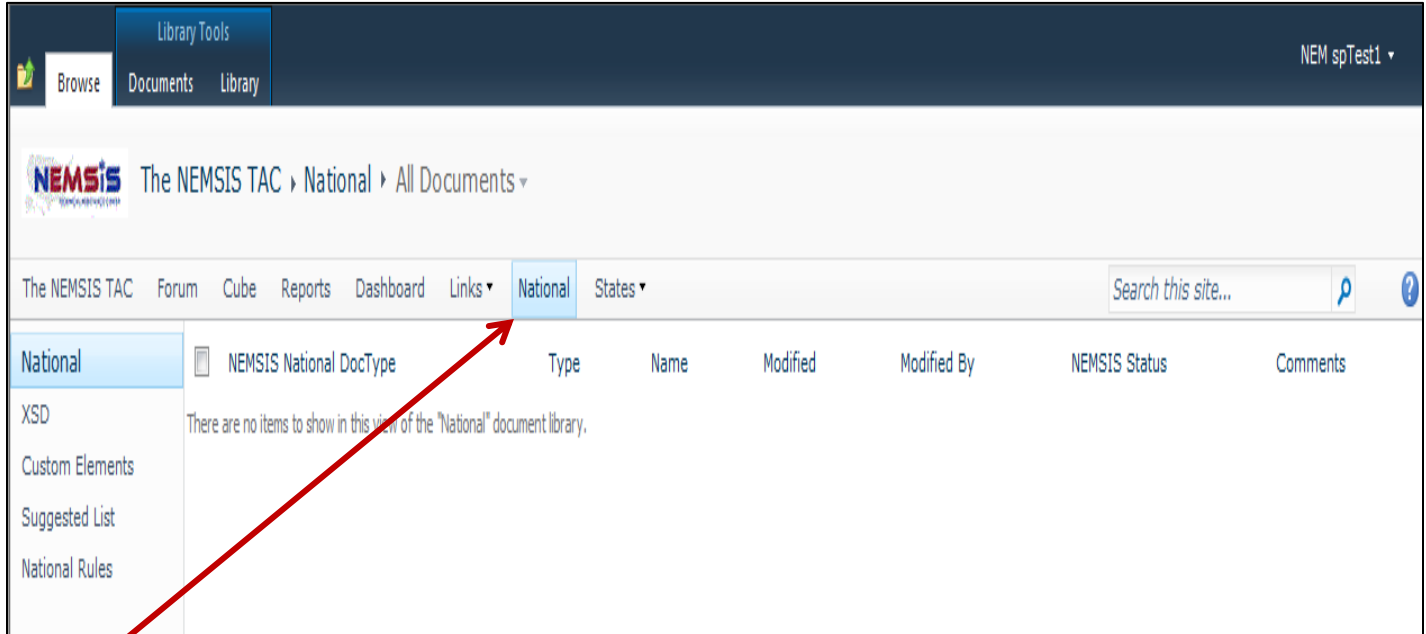 Library Tools
NEM spTest1
Browse Documents Library
NEMSIS
TECHNICAL ASSISTANCE CENTER
The NEMSIS TAC National All Documents
The NEMSIS TAC Forum Cube Reports Dashboard Links National States Search this site...
National NEMSIS National DocType Type Name Modified Modified By NEMSIS Status Comments
XSD There are no items to show in this view of the "National" document library.
Custom Elements
Suggested List
National Rules